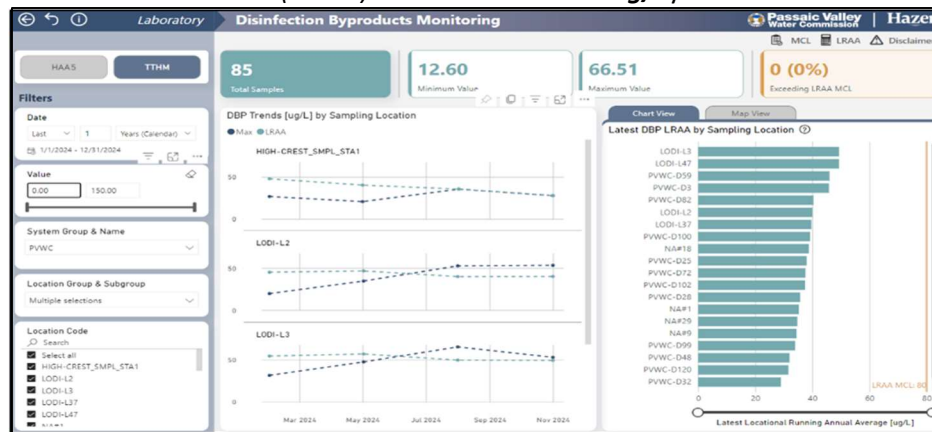 Laboratory
Disinfection Byproducts Monitoring
Passaic Valley
Water Commission
Hazen
MCL LRAA Disclaimer
HAA5 TTHM
85
Total Samples
12.60
Minimum Value
66.51
Maximum Value
0 (0%)
Exceeding LRAA MCL
Filters
Date
Last 1 Years (Calendar)
1/1/2024 - 12/31/2024
Value
0.00 150.00
System Group & Name
PVWC
Location Group & Subgroup
Multiple selections
Location Code
Search
Select all
HIGH-CREST_SMPL_STA1
LODI-L2
LODI-L3
LODI-L37
LODI-L47
NA#1
DBP Trends [ug/L] by Sampling Location
Max LRAA
HIGH-CREST_SMPL_STA1
50
0
LODI-L2
50
0
LODI-L3
50
0
Mar 2024 May 2024 Jul 2024 Sep 2024 Nov 2024
Chart View Map View
Latest DBP LRAA by Sampling Location
LODI-L3
LODI-L47
PVWC-D59
PVWC-D3
PVWC-D82
LODI-L2
LODI-L37
PVWC-D100
NA#18
PVWC-D25
PVWC-D72
PVWC-D102
PVWC-D28
NA#1
NA#29
NA#9
PVWC-D99
PVWC-D48
PVWC-D120
PVWC-D32
LRAA MCL: 80
0 20 40 60 80
Latest Locational Running Annual Average [ug/L]